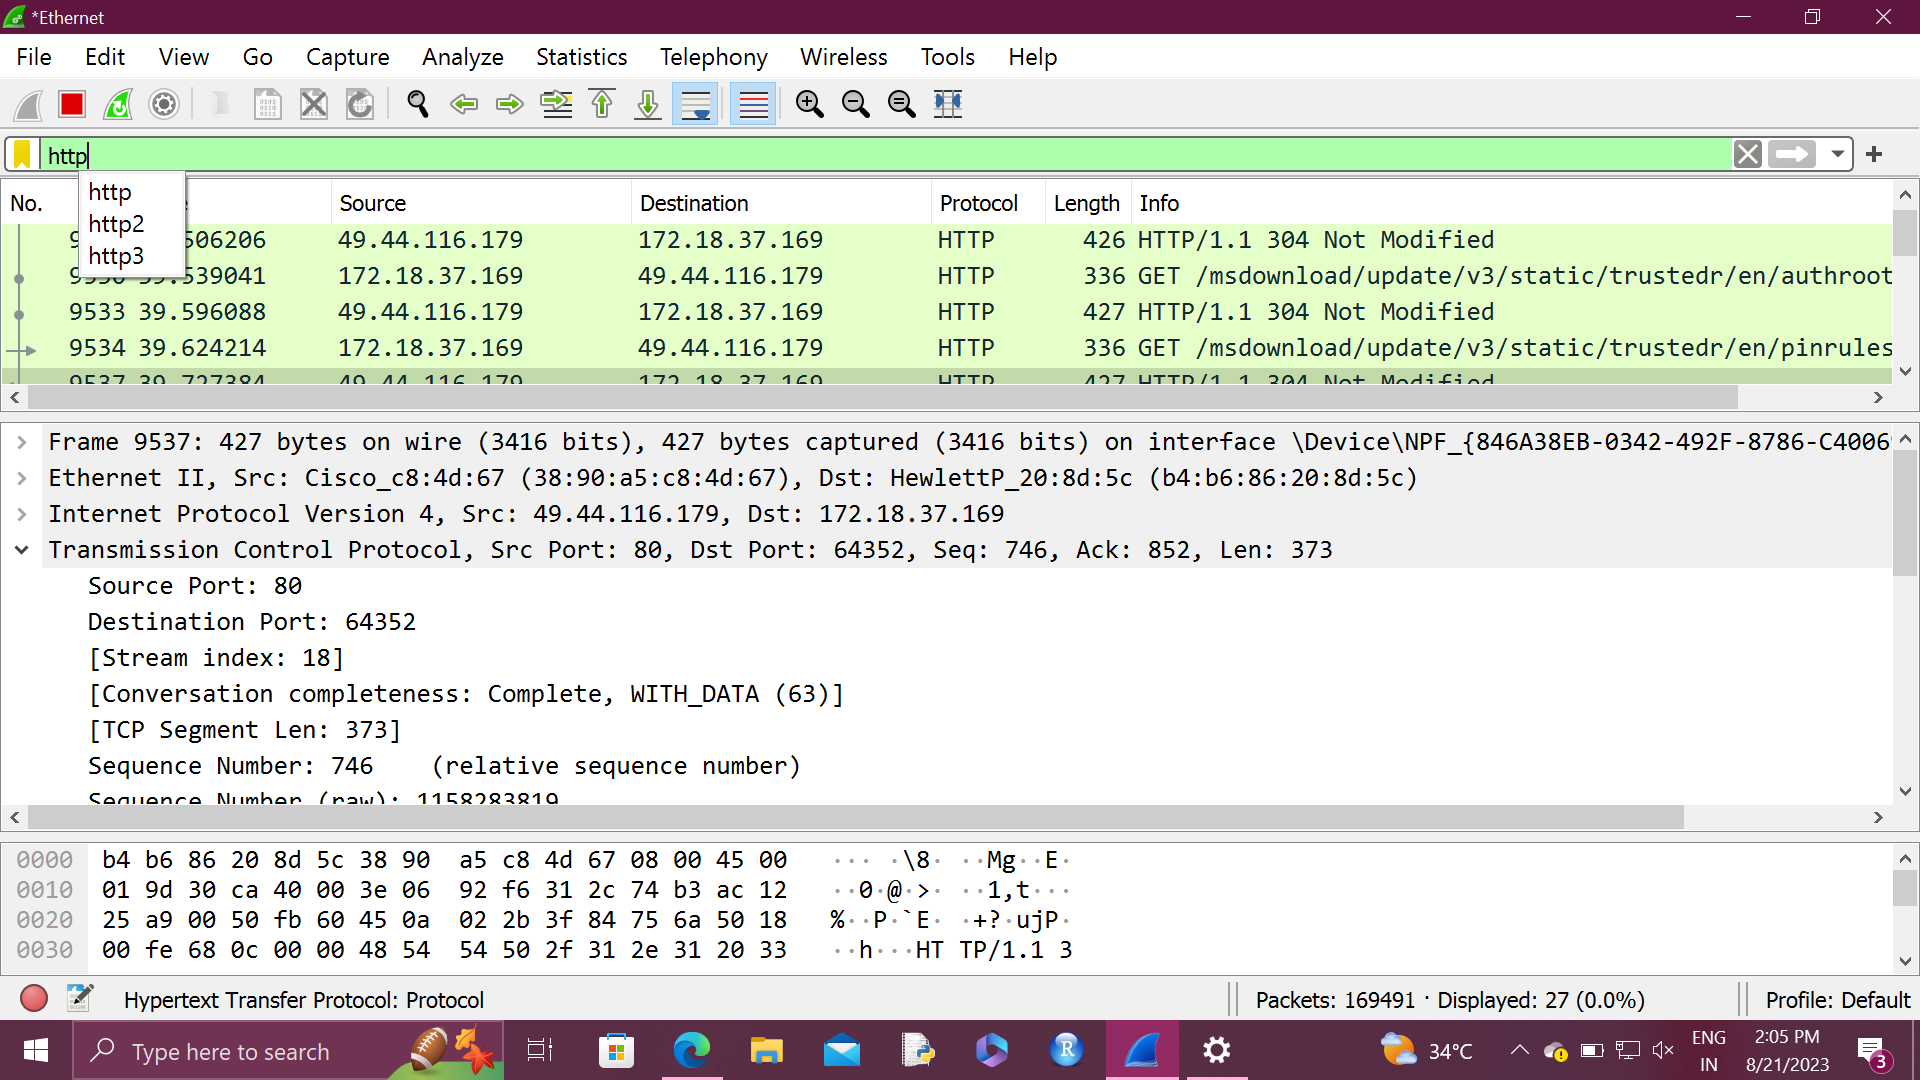 *Ethernet
File Edit View Go Capture Analyze Statistics Telephony Wireless Tools Help
http
http
http2
http3
No. Source Destination Protocol Length Info
506206 49.44.116.179 172.18.37.169 HTTP 426 HTTP/1.1 304 Not Modified
9530 39.539041 172.18.37.169 49.44.116.179 HTTP 336 GET /msdownload/update/v3/static/trustedr/en/authroot
9533 39.596088 49.44.116.179 172.18.37.169 HTTP 427 HTTP/1.1 304 Not Modified
9534 39.624214 172.18.37.169 49.44.116.179 HTTP 336 GET /msdownload/update/v3/static/trustedr/en/pinrules
9537 39.727384 49.44.116.179 172.18.37.169 HTTP 427 HTTP/1.1 304 Not Modified
Frame 9537: 427 bytes on wire (3416 bits), 427 bytes captured (3416 bits) on interface \Device\NPF_{846A38EB-0342-492F-8786-C4006
Ethernet II, Src: Cisco_c8:4d:67 (38:90:a5:c8:4d:67), Dst: HewlettP_20:8d:5c (b4:b6:86:20:8d:5c)
Internet Protocol Version 4, Src: 49.44.116.179, Dst: 172.18.37.169
Transmission Control Protocol, Src Port: 80, Dst Port: 64352, Seq: 746, Ack: 852, Len: 373
Source Port: 80
Destination Port: 64352
[Stream index: 18]
[Conversation completeness: Complete, WITH_DATA (63)]
[TCP Segment Len: 373]
Sequence Number: 746 (relative sequence number)
Sequence Number (raw): 1158283819
0000 b4 b6 86 20 8d 5c 38 90 a5 c8 4d 67 08 00 45 00 ··· ·\8· ··Mg··E·
0010 01 9d 30 ca 40 00 3e 06 92 f6 31 2c 74 b3 ac 12 ··0·@·>· ··1,t···
0020 25 a9 00 50 fb 60 45 0a 02 2b 3f 84 75 6a 50 18 %··P·`E· ·+?·ujP·
0030 00 fe 68 0c 00 00 48 54 54 50 2f 31 2e 31 20 33 ··h···HT TP/1.1 3
Hypertext Transfer Protocol: Protocol Packets: 169491 · Displayed: 27 (0.0%) Profile: Default
Type here to search 34°C ENG IN 2:05 PM 8/21/2023 3